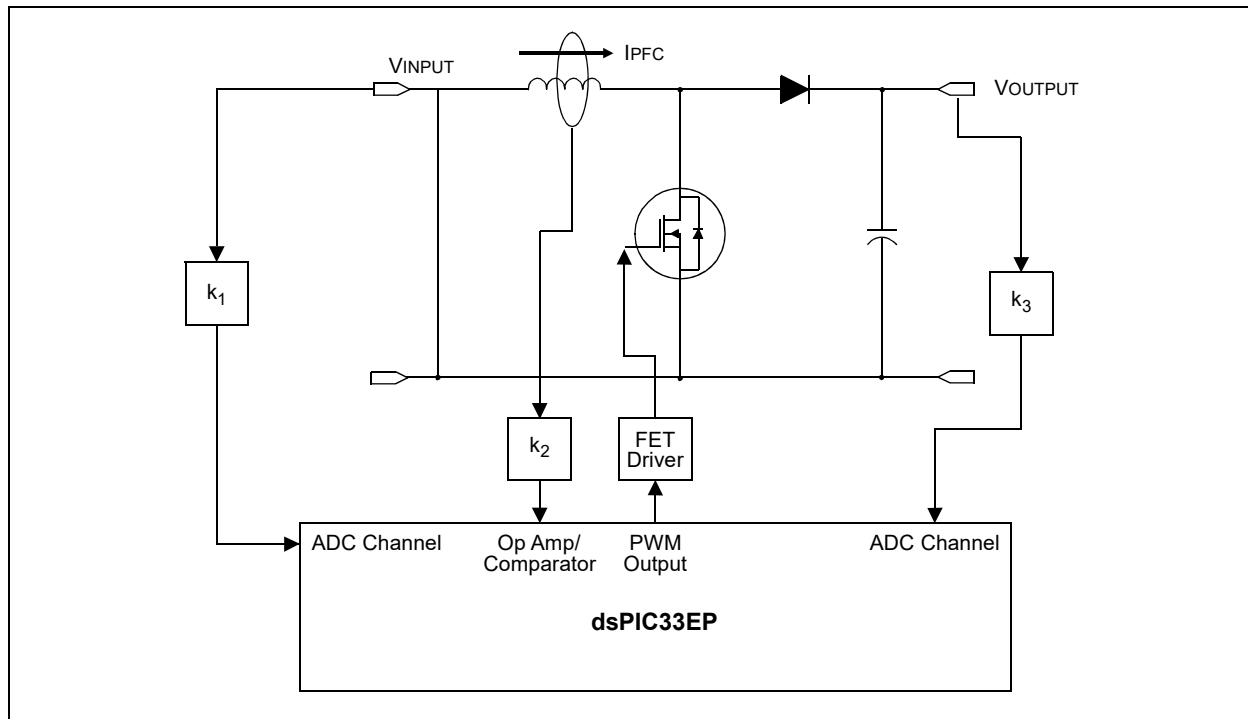 IPFC
VINPUT
VOUTPUT
k1
k3
k2
FET
Driver
ADC Channel
Op Amp/
Comparator
PWM
Output
ADC Channel
dsPIC33EP